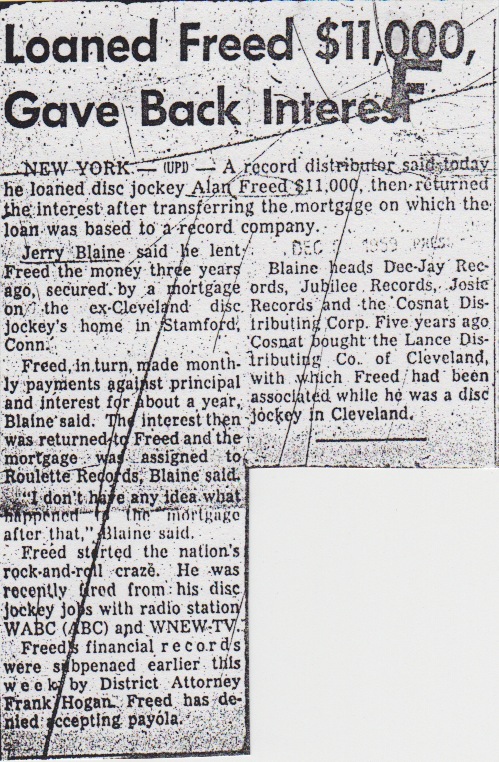 Loaned Freed $11,000,
Gave Back Interest
F
NEW YORK — (UPI) — A record distributor said today
he loaned disc jockey Alan Freed $11,000, then returned
the interest after transferring the mortgage on which the
loan was based to a record company.
Jerry Blaine said he lent
Freed the money three years
ago, secured by a mortgage
on the ex-Cleveland disc
jockey's home in Stamford,
Conn.
Freed, in turn, made month-
ly payments against principal
and interest for about a year,
Blaine said. The interest then
was returned to Freed and the
mortgage was assigned to
Roulette Records, Blaine said.
"I don't have any idea what
happened to the mortgage
after that," Blaine said.
Freed started the nation's
rock-and-roll craze. He was
recently fired from his disc
jockey jobs with radio station
WABC (ABC) and WNEW-TV.
Freed's financial records
were subpenaed earlier this
week by District Attorney
Frank Hogan. Freed has de-
nied accepting payola.
DEC 1959 PRESS
Blaine heads Dee-Jay Rec-
ords, Jubilee Records, Josie
Records and the Cosnat Dis-
tributing Corp. Five years ago
Cosnat bought the Lance Dis-
tributing Co. of Cleveland,
with which Freed had been
associated while he was a disc
jockey in Cleveland.